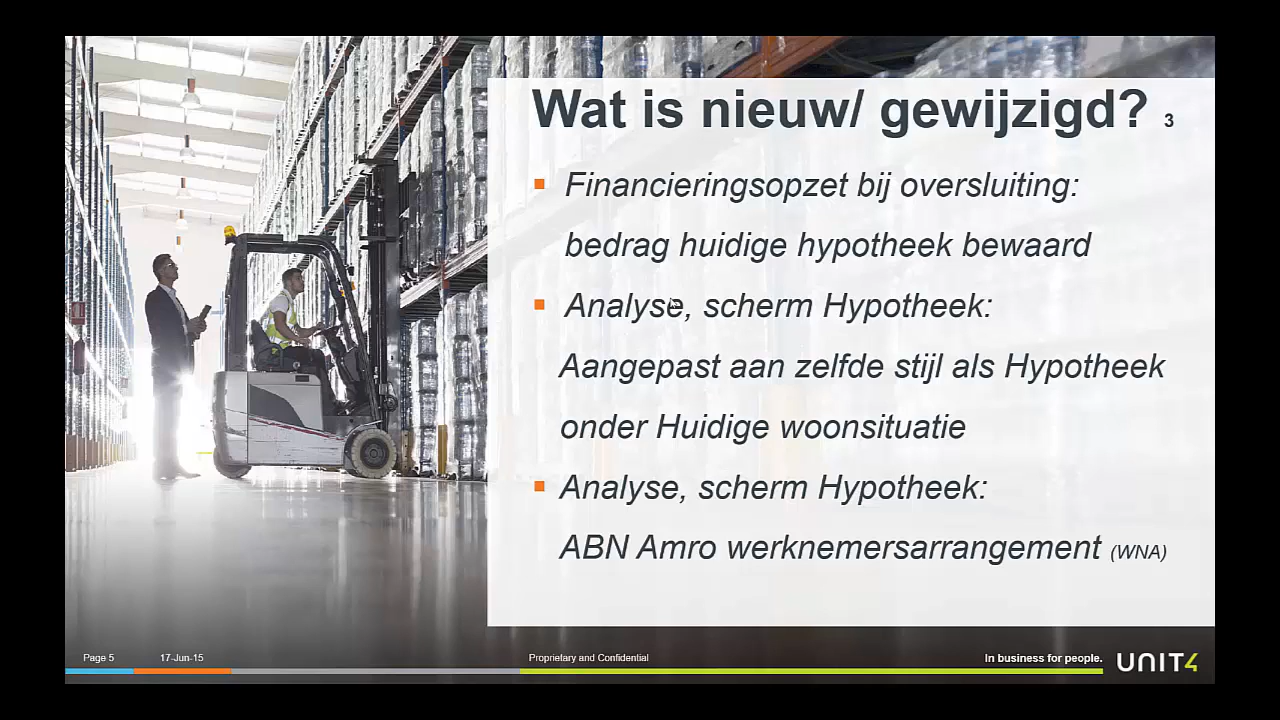 Wat is nieuw/ gewijzigd? 3
Financieringsopzet bij oversluiting:
bedrag huidige hypotheek bewaard
Analyse, scherm Hypotheek:
Aangepast aan zelfde stijl als Hypotheek
onder Huidige woonsituatie
Analyse, scherm Hypotheek:
ABN Amro werknemersarrangement (WNA)
Page 5 17-Jun-15 Proprietary and Confidential In business for people. UNIT4